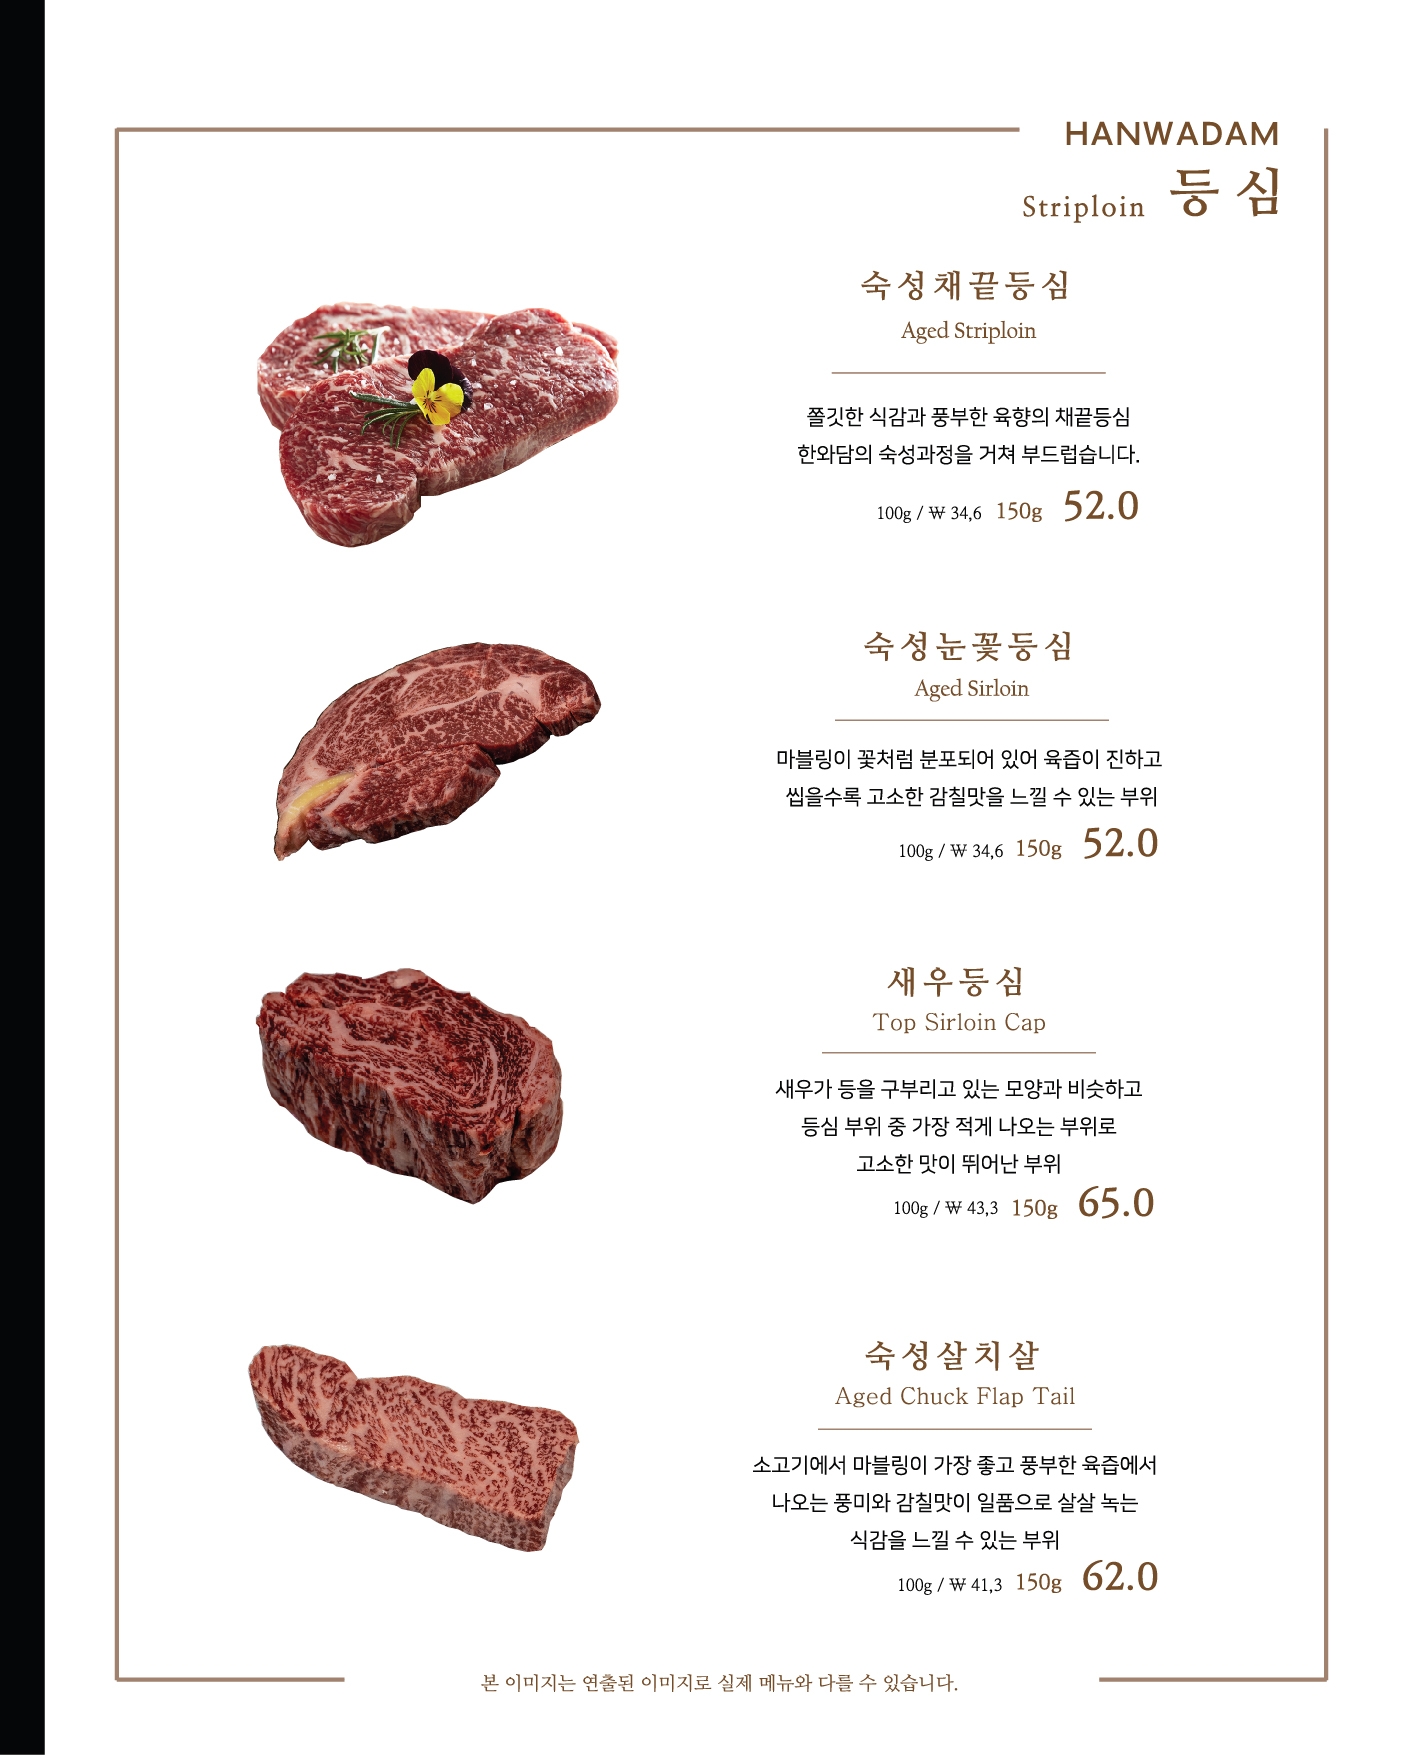 HANWADAM
Striploin 등심
숙성채끝등심
Aged Striploin
쫄깃한 식감과 풍부한 육향의 채끝등심
한와담의 숙성과정을 거쳐 부드럽습니다.
100g / ₩ 34,6 150g 52.0
숙성눈꽃등심
Aged Sirloin
마블링이 꽃처럼 분포되어 있어 육즙이 진하고
씹을수록 고소한 감칠맛을 느낄 수 있는 부위
100g / ₩ 34,6 150g 52.0
새우등심
Top Sirloin Cap
새우가 등을 구부리고 있는 모양과 비슷하고
등심 부위 중 가장 적게 나오는 부위로
고소한 맛이 뛰어난 부위
100g / ₩ 43,3 150g 65.0
숙성살치살
Aged Chuck Flap Tail
소고기에서 마블링이 가장 좋고 풍부한 육즙에서
나오는 풍미와 감칠맛이 일품으로 살살 녹는
식감을 느낄 수 있는 부위
100g / ₩ 41,3 150g 62.0
본 이미지는 연출된 이미지로 실제 메뉴와 다를 수 있습니다.